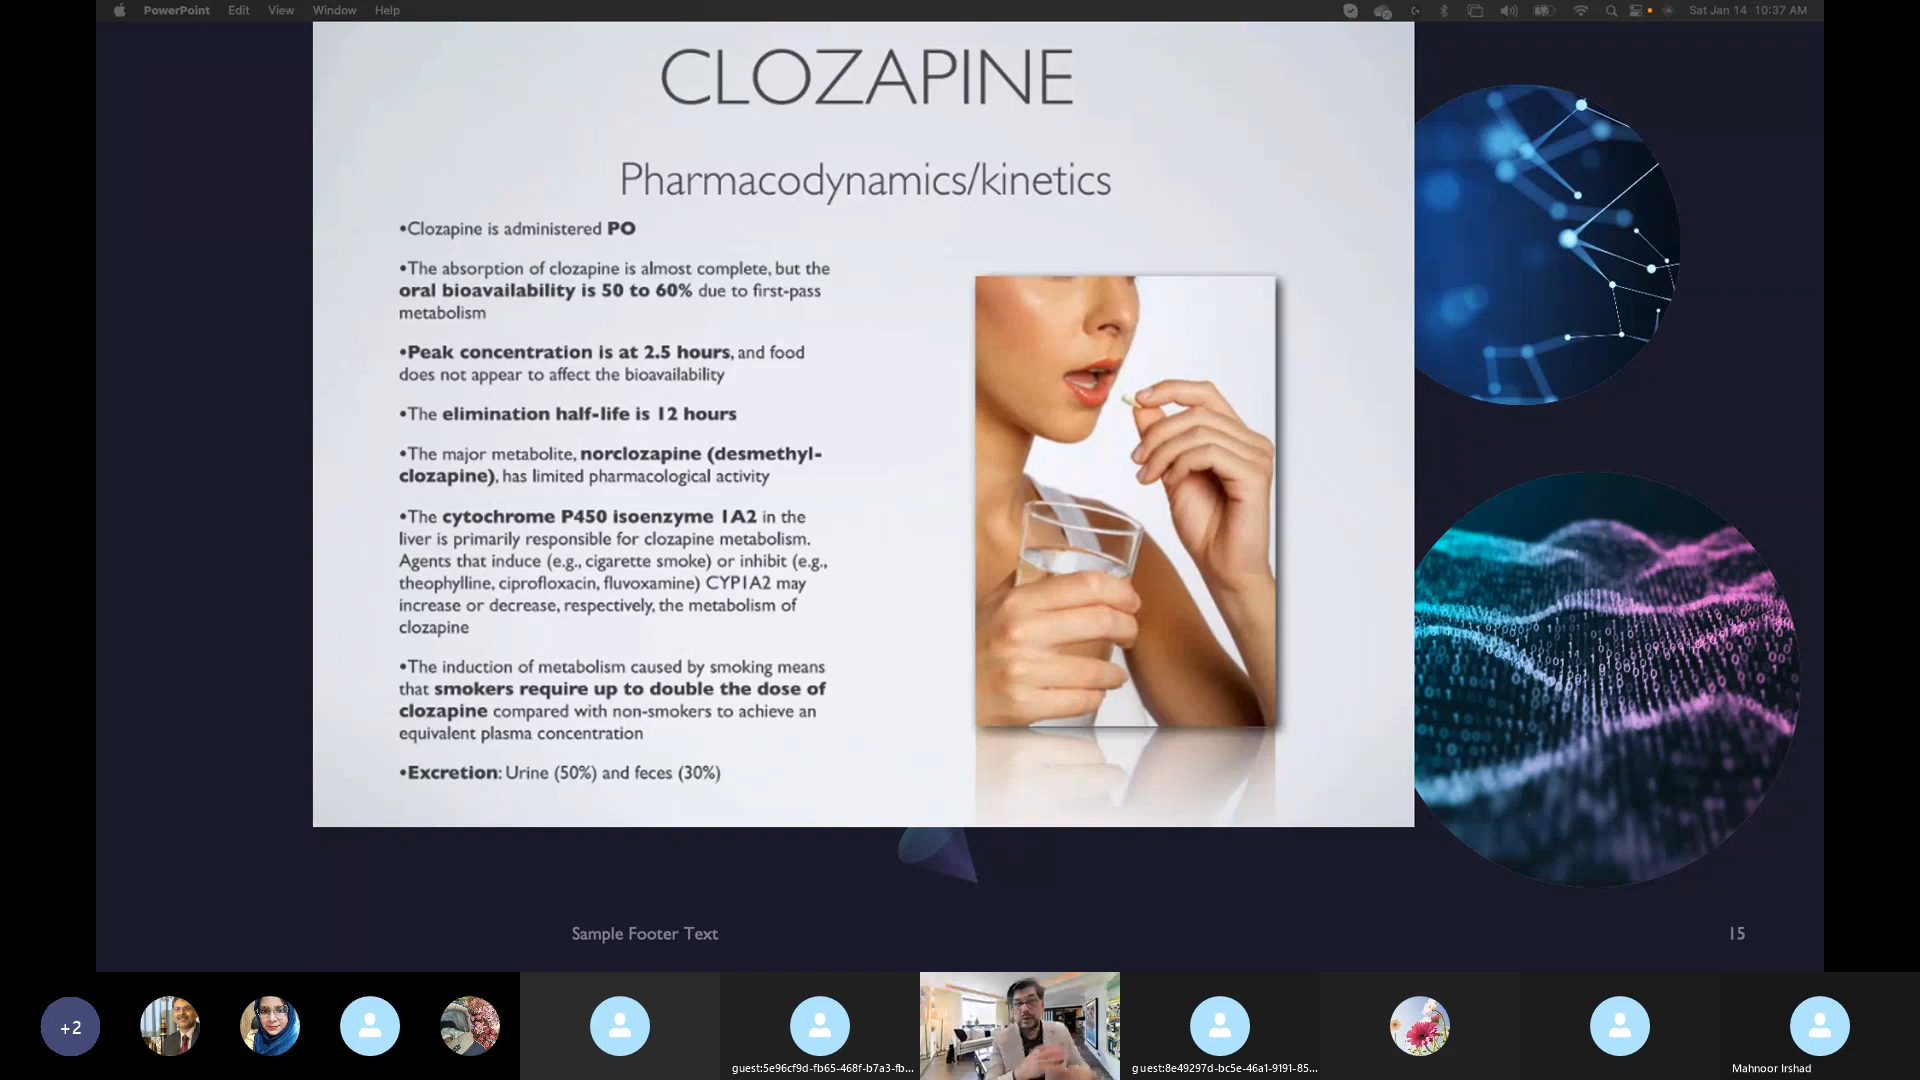 PowerPoint Edit View Window Help Sat Jan 14 10:37 AM
CLOZAPINE
Pharmacodynamics/kinetics
•Clozapine is administered PO
•The absorption of clozapine is almost complete, but the
oral bioavailability is 50 to 60% due to first-pass
metabolism
•Peak concentration is at 2.5 hours, and food
does not appear to affect the bioavailability
•The elimination half-life is 12 hours
•The major metabolite, norclozapine (desmethyl-
clozapine), has limited pharmacological activity
•The cytochrome P450 isoenzyme 1A2 in the
liver is primarily responsible for clozapine metabolism.
Agents that induce (e.g., cigarette smoke) or inhibit (e.g.,
theophylline, ciprofloxacin, fluvoxamine) CYP1A2 may
increase or decrease, respectively, the metabolism of
clozapine
•The induction of metabolism caused by smoking means
that smokers require up to double the dose of
clozapine compared with non-smokers to achieve an
equivalent plasma concentration
•Excretion: Urine (50%) and feces (30%)
Sample Footer Text
15
+2
guest:5e96cf9d-fb65-468f-b7a3-fb...
guest:8e49297d-bc5e-46a1-9191-85...
Mahnoor Irshad